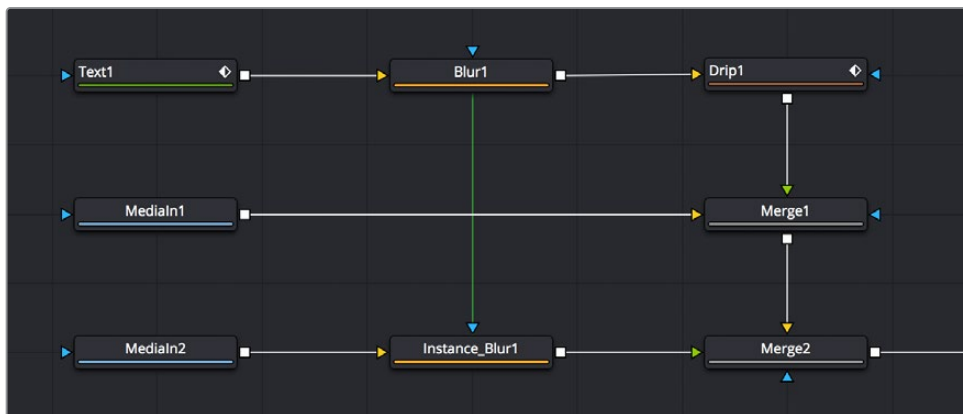 Text1
Blur1
Drip1
MediaIn1
Merge1
MediaIn2
Instance_Blur1
Merge2